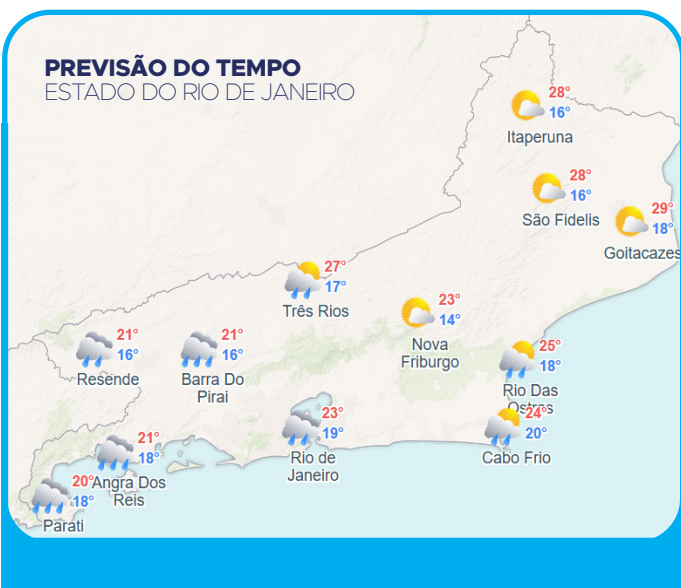 PREVISÃO DO TEMPO
ESTADO DO RIO DE JANEIRO
28°
16°
Itaperuna
28°
16°
São Fidelis
29°
18°
Goitacazes
27°
17°
Três Rios
23°
14°
Nova
Friburgo
21°
16°
Resende
21°
16°
Barra Do
Pirai
25°
18°
Rio Das
Ostras
24°
20°
Cabo Frio
23°
19°
Rio de
Janeiro
21°
18°
Angra Dos
Reis
20°
18°
Parati